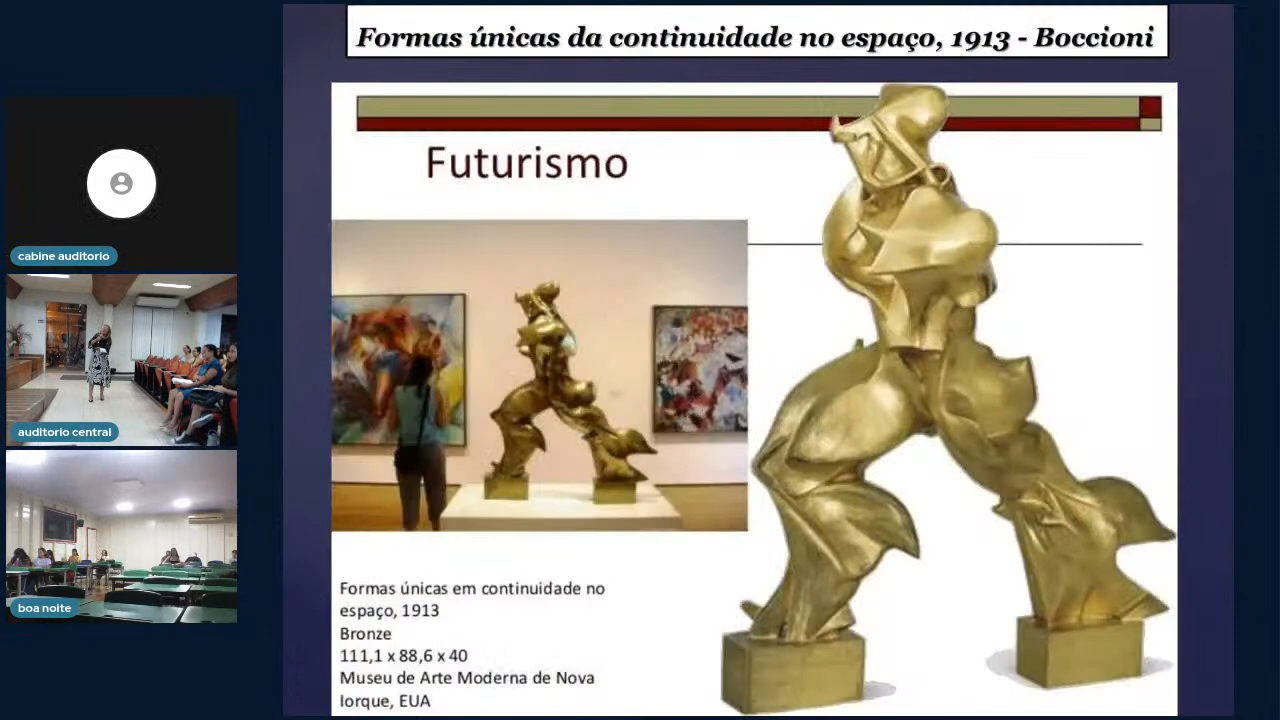 Formas únicas da continuidade no espaço, 1913 - Boccioni
Futurismo
Formas únicas em continuidade no
espaço, 1913
Bronze
111,1 x 88,6 x 40
Museu de Arte Moderna de Nova
Iorque, EUA
cabine auditorio
auditorio central
boa noite